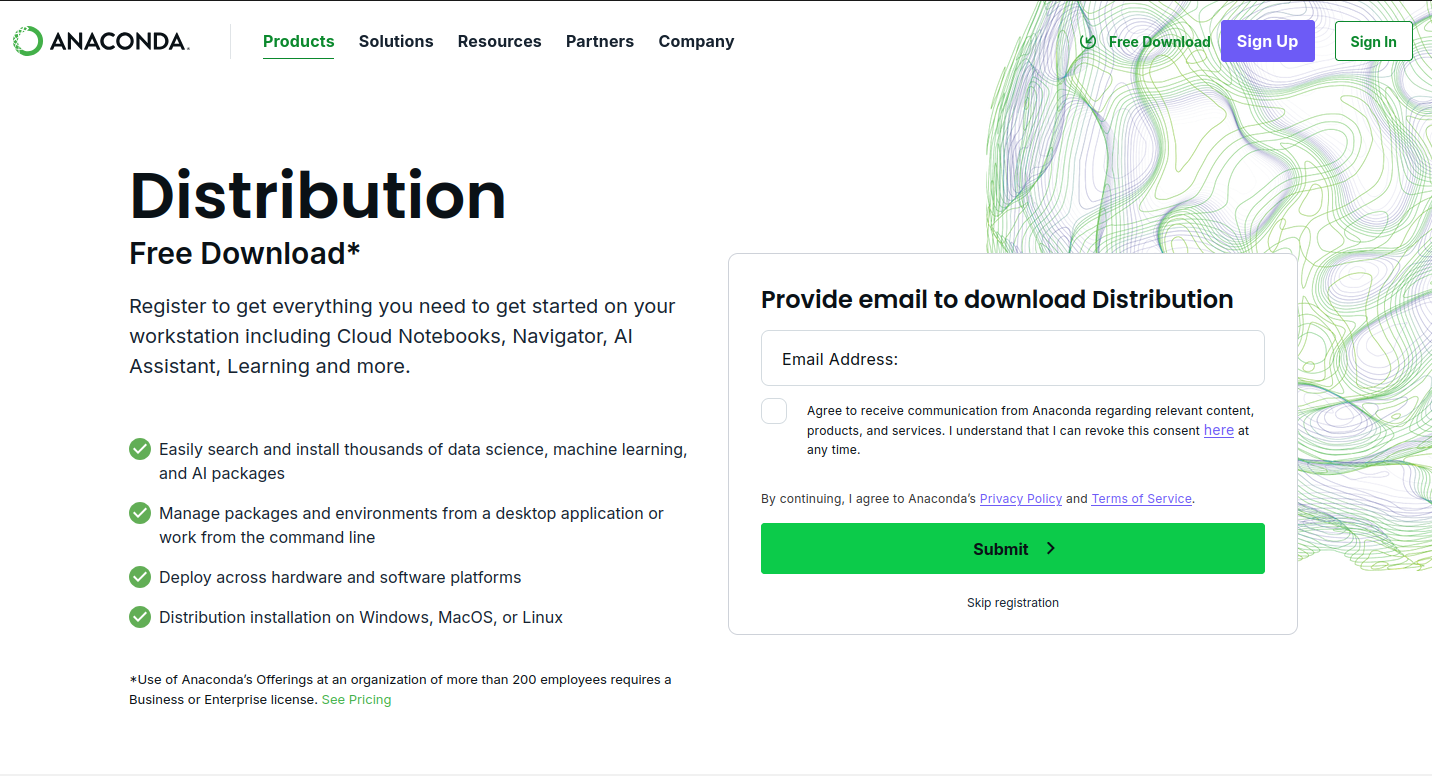 ANACONDA.
Products Solutions Resources Partners Company
Free Download
Sign Up
Sign In
Distribution
Free Download*
Register to get everything you need to get started on your
workstation including Cloud Notebooks, Navigator, AI
Assistant, Learning and more.
Easily search and install thousands of data science, machine learning,
and AI packages
Manage packages and environments from a desktop application or
work from the command line
Deploy across hardware and software platforms
Distribution installation on Windows, MacOS, or Linux
*Use of Anaconda’s Offerings at an organization of more than 200 employees requires a
Business or Enterprise license. See Pricing
Provide email to download Distribution
Email Address:
Agree to receive communication from Anaconda regarding relevant content,
products, and services. I understand that I can revoke this consent here at
any time.
By continuing, I agree to Anaconda’s Privacy Policy and Terms of Service.
Submit
Skip registration